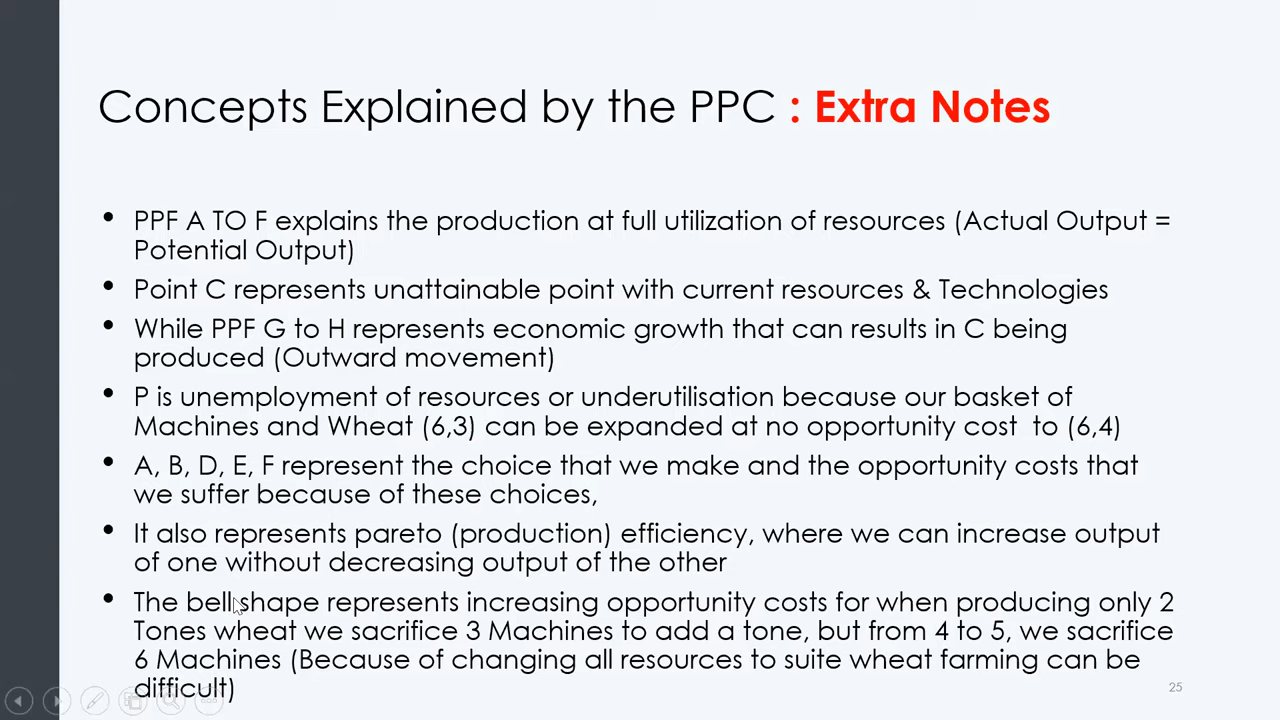 Concepts Explained by the PPC : Extra Notes
• PPF A TO F explains the production at full utilization of resources (Actual Output =
Potential Output)
• Point C represents unattainable point with current resources & Technologies
• While PPF G to H represents economic growth that can results in C being
produced (Outward movement)
• P is unemployment of resources or underutilisation because our basket of
Machines and Wheat (6,3) can be expanded at no opportunity cost to (6,4)
• A, B, D, E, F represent the choice that we make and the opportunity costs that
we suffer because of these choices,
• It also represents pareto (production) efficiency, where we can increase output
of one without decreasing output of the other
• The bell shape represents increasing opportunity costs for when producing only 2
Tones wheat we sacrifice 3 Machines to add a tone, but from 4 to 5, we sacrifice
6 Machines (Because of changing all resources to suite wheat farming can be
difficult)
25